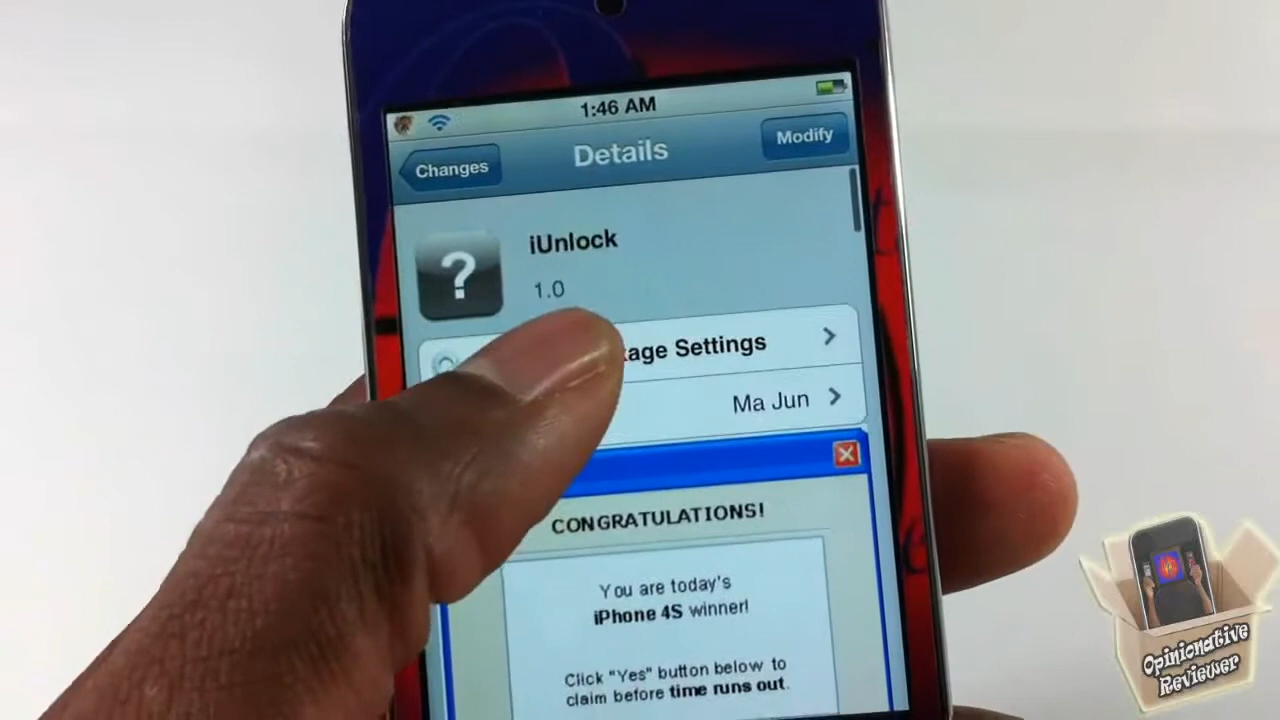 1:46 AM
Changes
Details
Modify
iUnlock
1.0
Settings
Ma Jun
CONGRATULATIONS!
You are today's
iPhone 4S winner!
Click "Yes" button below to
claim before time runs out.
Opinionative
Reviewer